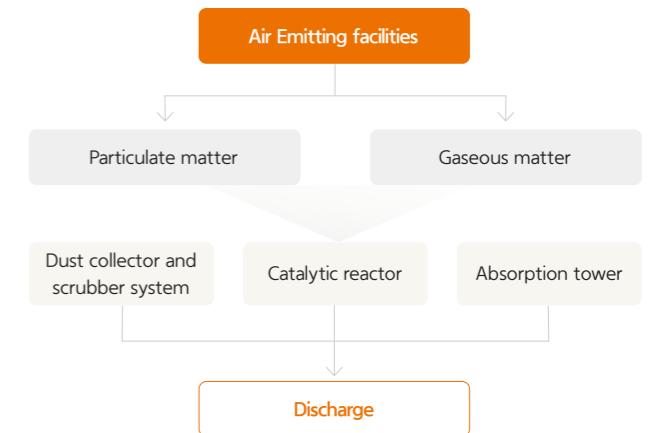 Air Emitting facilities
Particulate matter
Gaseous matter
Dust collector and
scrubber system
Catalytic reactor
Absorption tower
Discharge